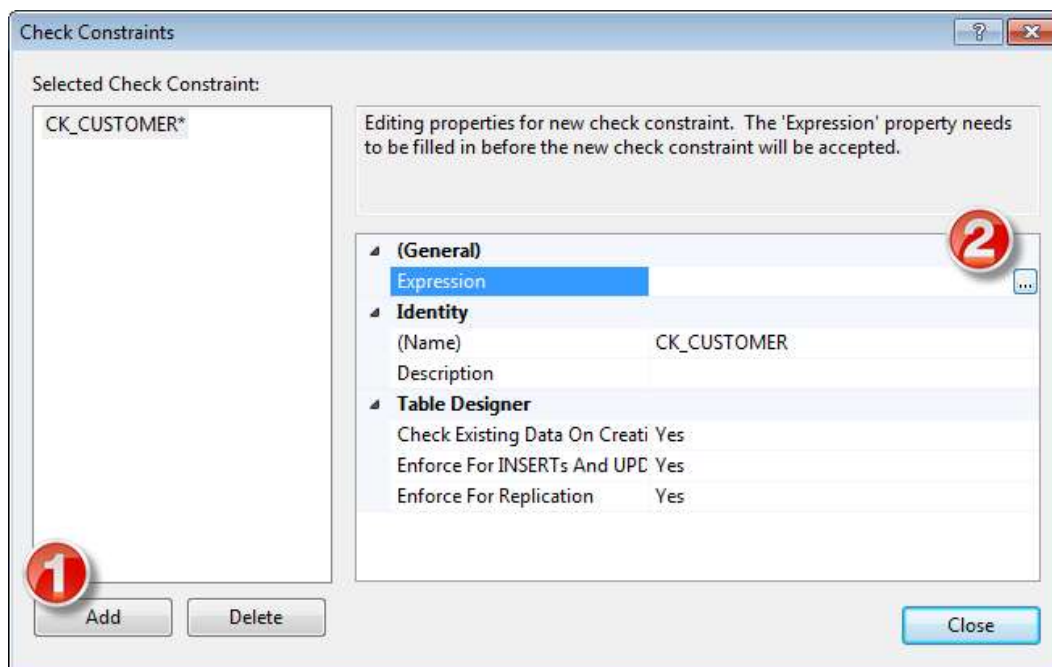 Check Constraints
Selected Check Constraint:
CK_CUSTOMER*
Editing properties for new check constraint. The 'Expression' property needs
to be filled in before the new check constraint will be accepted.
2
(General)
Expression
...
Identity
(Name) CK_CUSTOMER
Description
Table Designer
Check Existing Data On Creati Yes
Enforce For INSERTs And UPD Yes
Enforce For Replication Yes
1
Add Delete
Close